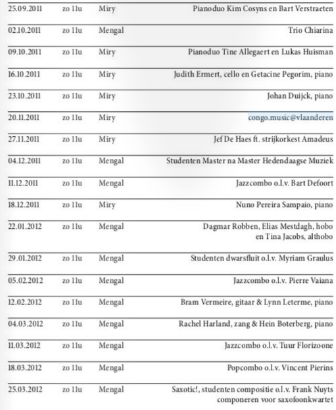 25.09.2011 zo 11u Miry Pianoduo Kim Cosyns en Bart Verstraeten
02.10.2011 zo 11u Mengal Trio Chiarina
09.10.2011 zo 11u Miry Pianoduo Tine Allegaert en Lukas Huisman
16.10.2011 zo 11u Miry Judith Ermert, cello en Getacine Pegorim, piano
23.10.2011 zo 11u Miry Johan Duijck, piano
20.11.2011 zo 11u Miry congo.music@vlaanderen
27.11.2011 zo 11u Miry Jef De Haes ft. strijkorkest Amadeus
04.12.2011 zo 11u Mengal Studenten Master na Master Hedendaagse Muziek
11.12.2011 zo 11u Mengal Jazzcombo o.l.v. Bart Defoort
18.12.2011 zo 11u Miry Nuno Pereira Sampaio, piano
22.01.2012 zo 11u Mengal Dagmar Robben, Elias Mestdagh, hobo
en Tina Jacobs, althobo
29.01.2012 zo 11u Mengal Studenten dwarsfluit o.l.v. Myriam Graulus
05.02.2012 zo 11u Mengal Jazzcombo o.l.v. Pierre Vaiana
12.02.2012 zo 11u Mengal Bram Vermeire, gitaar & Lynn Leterme, piano
04.03.2012 zo 11u Mengal Rachel Harland, zang & Hein Boterberg, piano
11.03.2012 zo 11u Mengal Jazzcombo o.l.v. Tuur Florizoone
18.03.2012 zo 11u Mengal Popcombo o.l.v. Vincent Pierins
25.03.2012 zo 11u Mengal Saxotic!, studenten compositie o.l.v. Frank Nuyts
componeren voor saxofoonkwartet